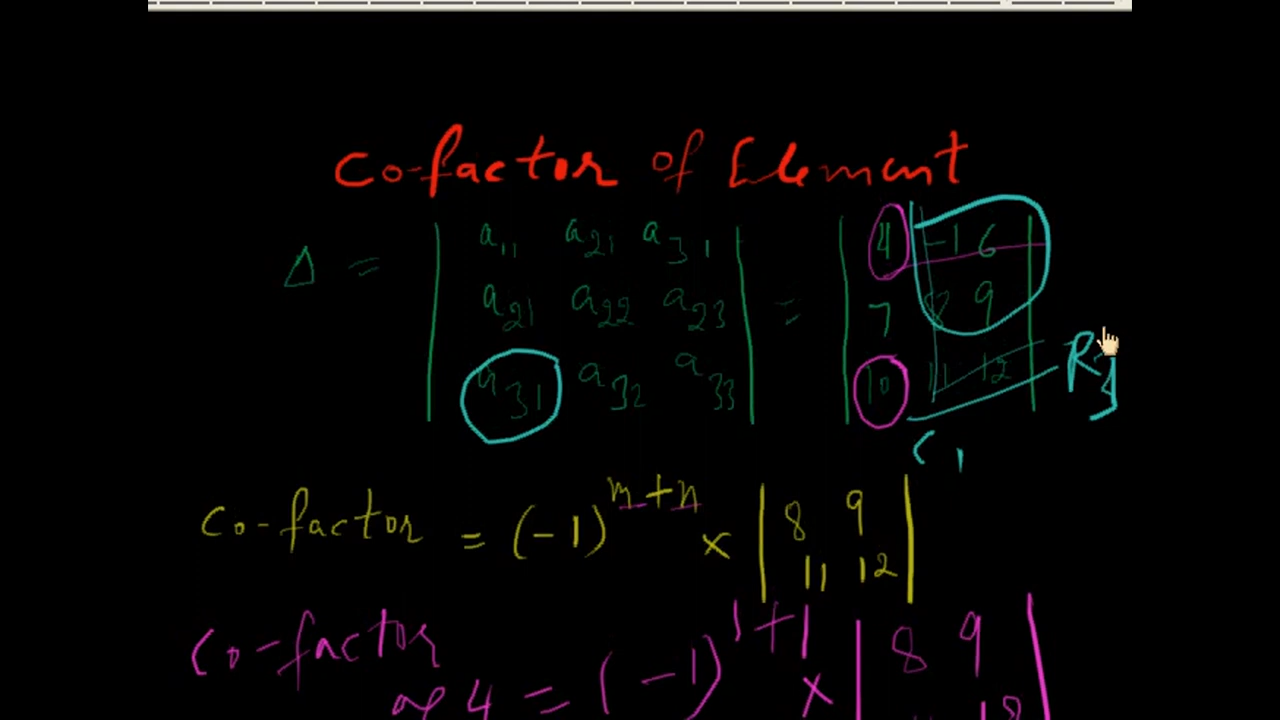 Co-factor of Element
a11 a21 a31 4 -1 6
Δ =
a21 a22 a23 = 7 8 9
a31 a32 a33 10 11 12 R3
C1
Co-factor = (-1)^m+n × | 8 9 |
11 12
Co-factor
of 4 = (-1)^1+1 × | 8 9 |